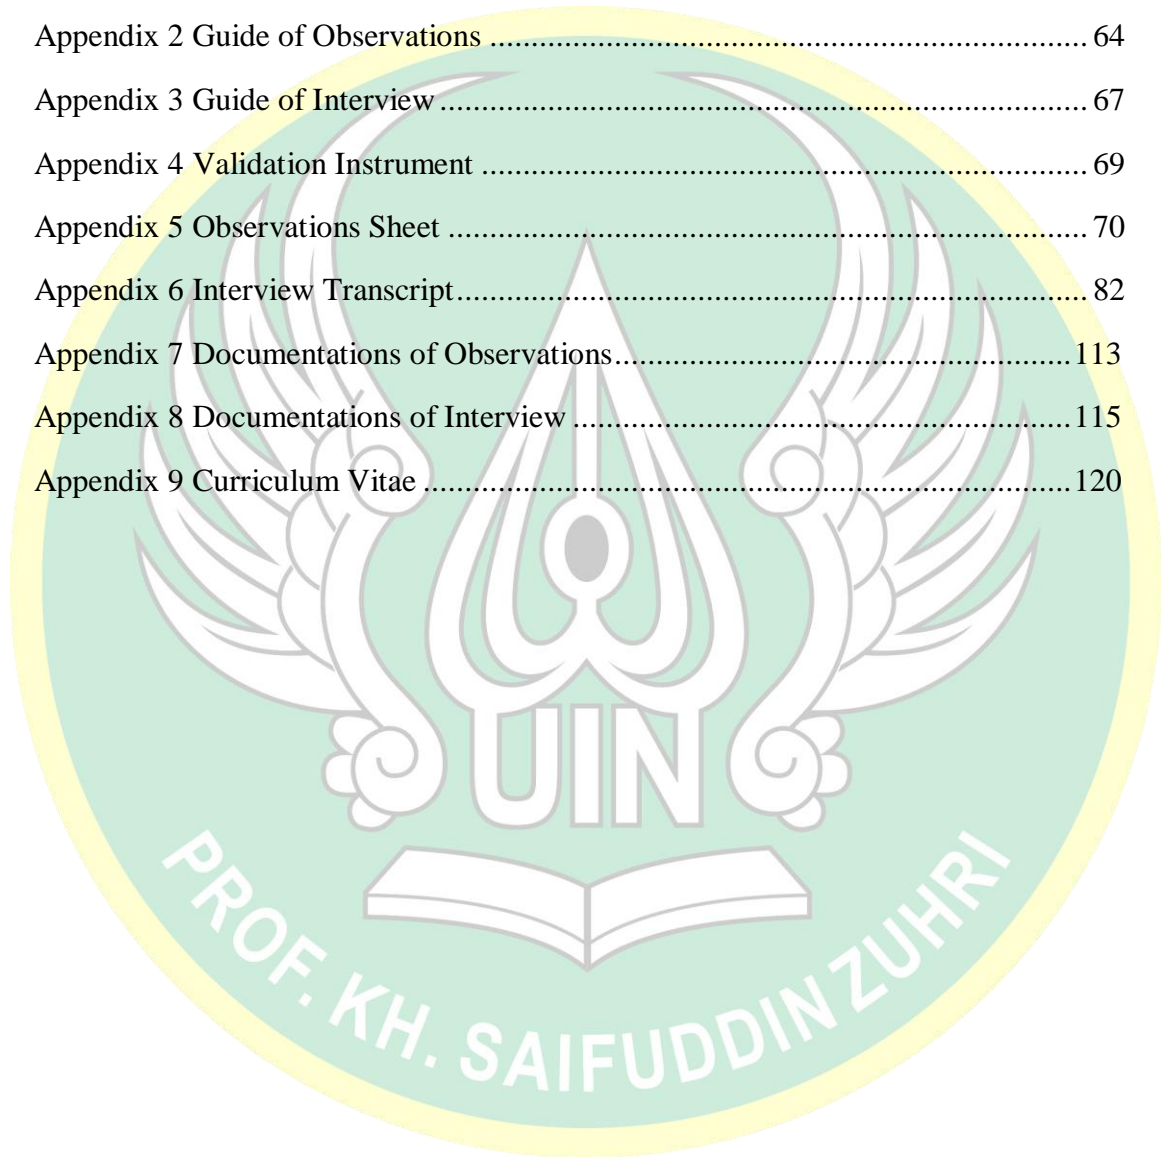 Appendix 2 Guide of Observations ........................................................................... 64
Appendix 3 Guide of Interview ................................................................................. 67
Appendix 4 Validation Instrument ............................................................................ 69
Appendix 5 Observations Sheet ................................................................................ 70
Appendix 6 Interview Transcript ............................................................................... 82
Appendix 7 Documentations of Observations ......................................................... 113
Appendix 8 Documentations of Interview .............................................................. 115
Appendix 9 Curriculum Vitae ................................................................................. 120
UIN
PROF. KH. SAIFUDDIN ZUHRI